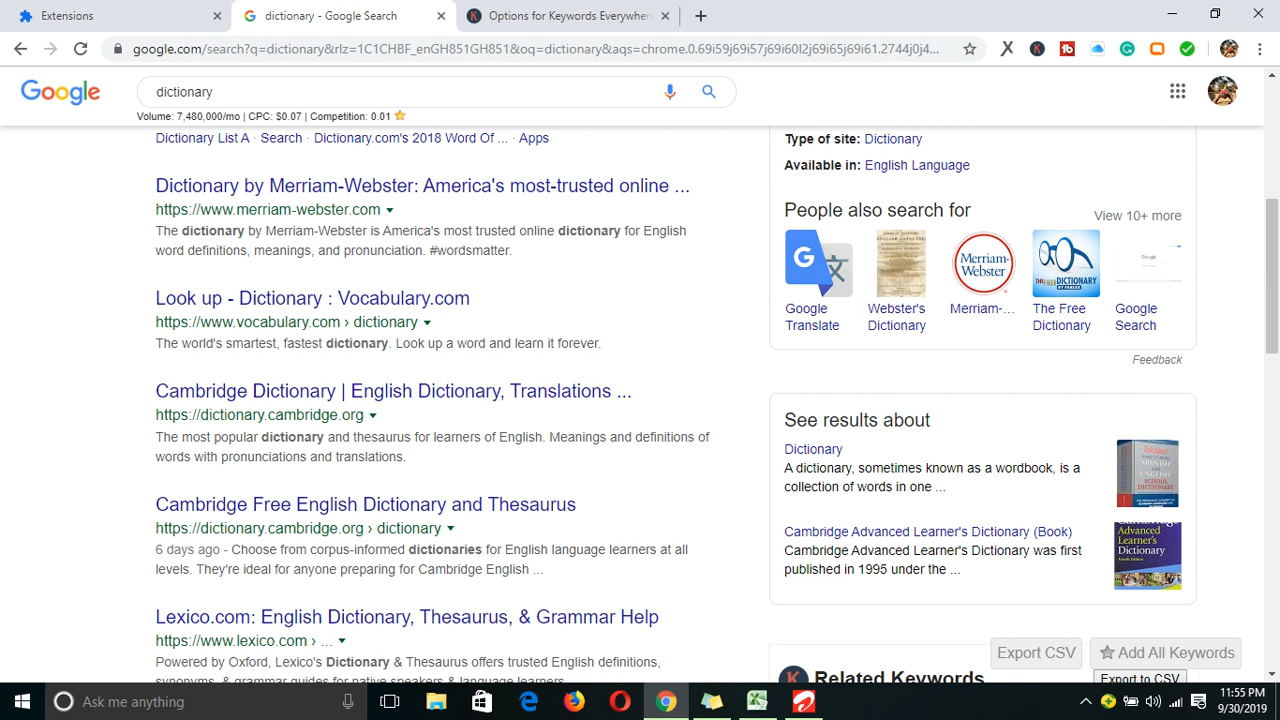 Extensions
dictionary - Google Search
Options for Keywords Everywhere
google.com/search?q=dictionary&rlz=1C1CHBF_enGH851GH851&oq=dictionary&aqs=chrome.0.69i59j69i57j69i60l2j69i65j69i61.2744j0j4...
Google
dictionary
Volume: 7,480,000/mo | CPC: $0.07 | Competition: 0.01
Dictionary List A · Search · Dictionary.com's 2018 Word Of ... · Apps
Dictionary by Merriam-Webster: America's most-trusted online ...
https://www.merriam-webster.com
The dictionary by Merriam-Webster is America's most trusted online dictionary for English
word definitions, meanings, and pronunciation. #wordsmatter.
Look up - Dictionary : Vocabulary.com
https://www.vocabulary.com › dictionary
The world's smartest, fastest dictionary. Look up a word and learn it forever.
Cambridge Dictionary | English Dictionary, Translations ...
https://dictionary.cambridge.org
The most popular dictionary and thesaurus for learners of English. Meanings and definitions of
words with pronunciations and translations.
Cambridge Free English Dictionary and Thesaurus
https://dictionary.cambridge.org › dictionary
6 days ago - Choose from corpus-informed dictionaries for English language learners at all
levels. They're ideal for anyone preparing for Cambridge English ...
Lexico.com: English Dictionary, Thesaurus, & Grammar Help
https://www.lexico.com › ...
Powered by Oxford, Lexico's Dictionary & Thesaurus offers trusted English definitions,
synonyms, & grammar guides for native speakers & language learners.
Type of site: Dictionary
Available in: English Language
People also search for
View 10+ more
Merriam-
Webster
THE FREE
DICTIONARY
Google
Translate
Webster's
Dictionary
Merriam-...
The Free
Dictionary
Google
Search
Feedback
See results about
Dictionary
A dictionary, sometimes known as a wordbook, is a
collection of words in one ...
SPANISH
ENGLISH
SCHOOL
DICTIONARY
Cambridge Advanced Learner's Dictionary (Book)
Cambridge Advanced Learner's Dictionary was first
published in 1995 under the ...
Cambridge
Advanced
Learner's
Dictionary
Export CSV
Add All Keywords
Related Keywords
Export to CSV
Ask me anything
11:55 PM
9/30/2019